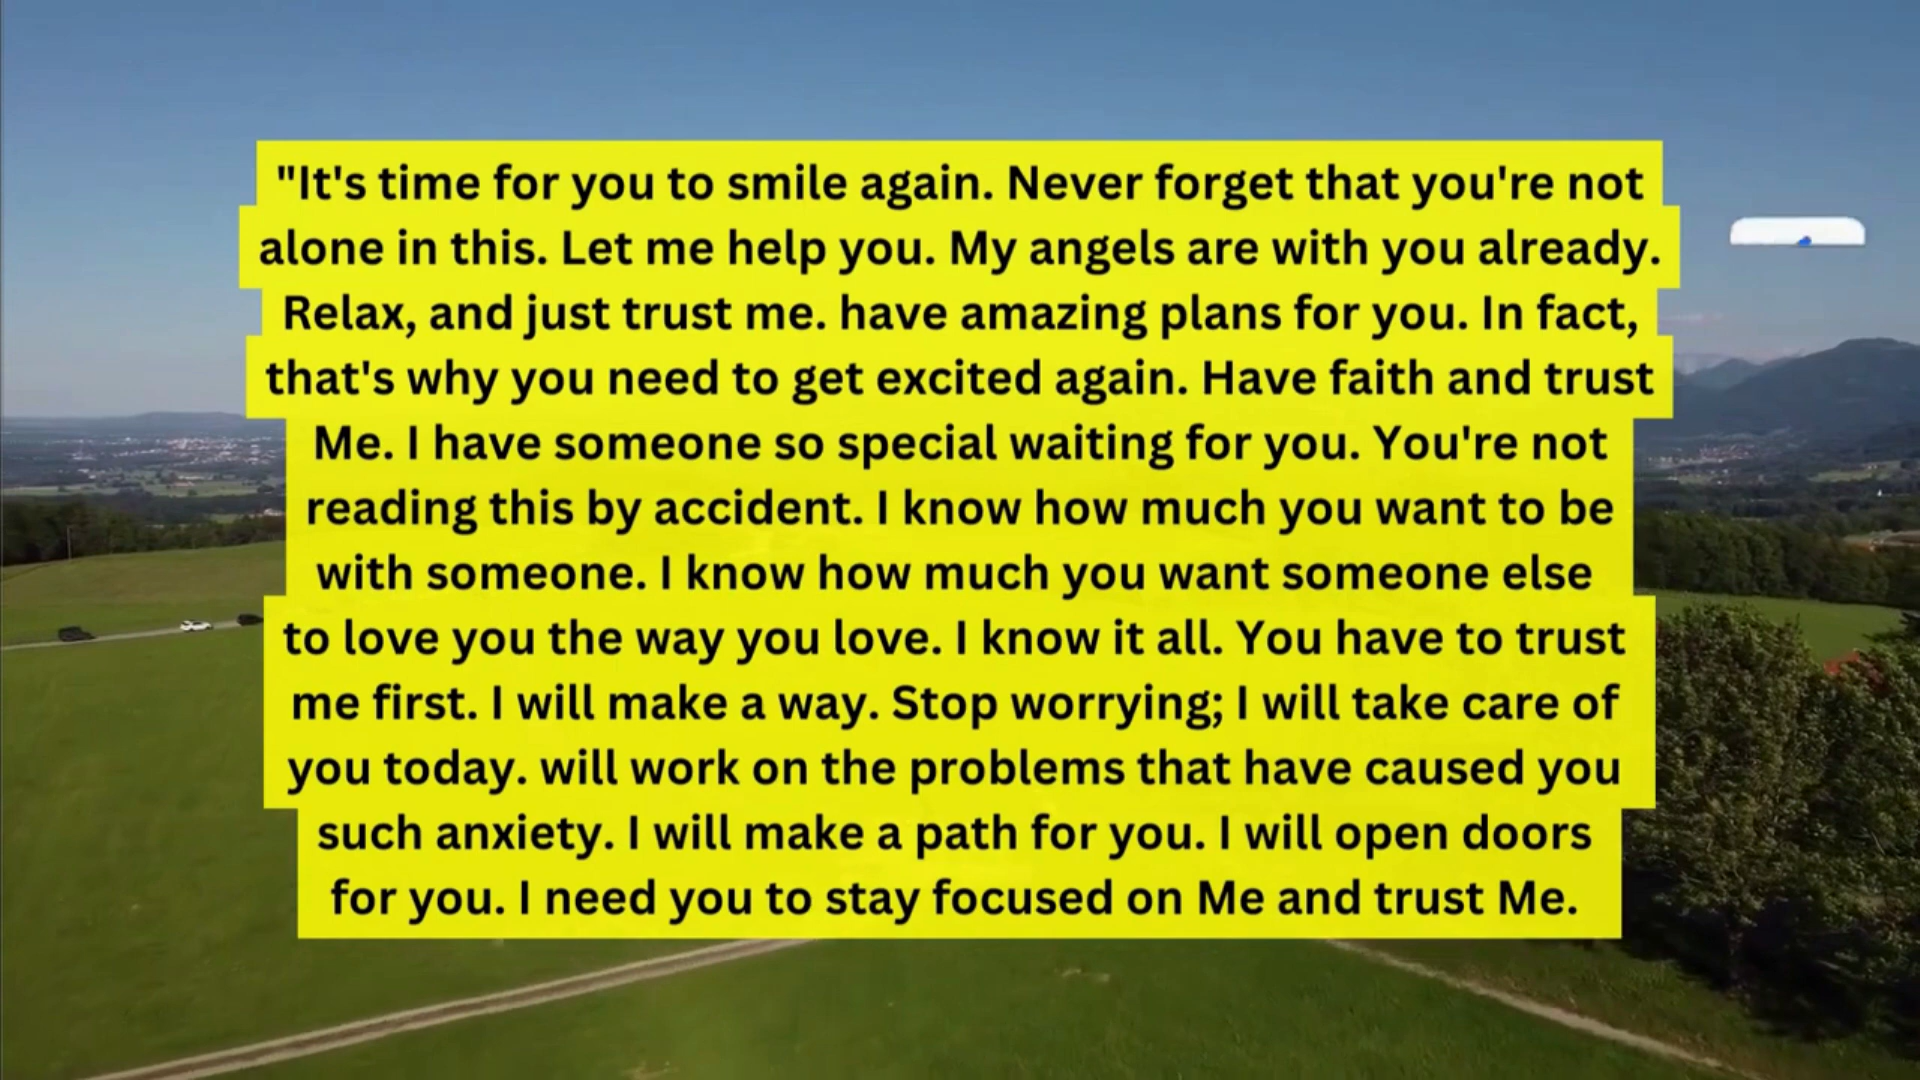 "It's time for you to smile again. Never forget that you're not
alone in this. Let me help you. My angels are with you already.
Relax, and just trust me. have amazing plans for you. In fact,
that's why you need to get excited again. Have faith and trust
Me. I have someone so special waiting for you. You're not
reading this by accident. I know how much you want to be
with someone. I know how much you want someone else
to love you the way you love. I know it all. You have to trust
me first. I will make a way. Stop worrying; I will take care of
you today. will work on the problems that have caused you
such anxiety. I will make a path for you. I will open doors
for you. I need you to stay focused on Me and trust Me.